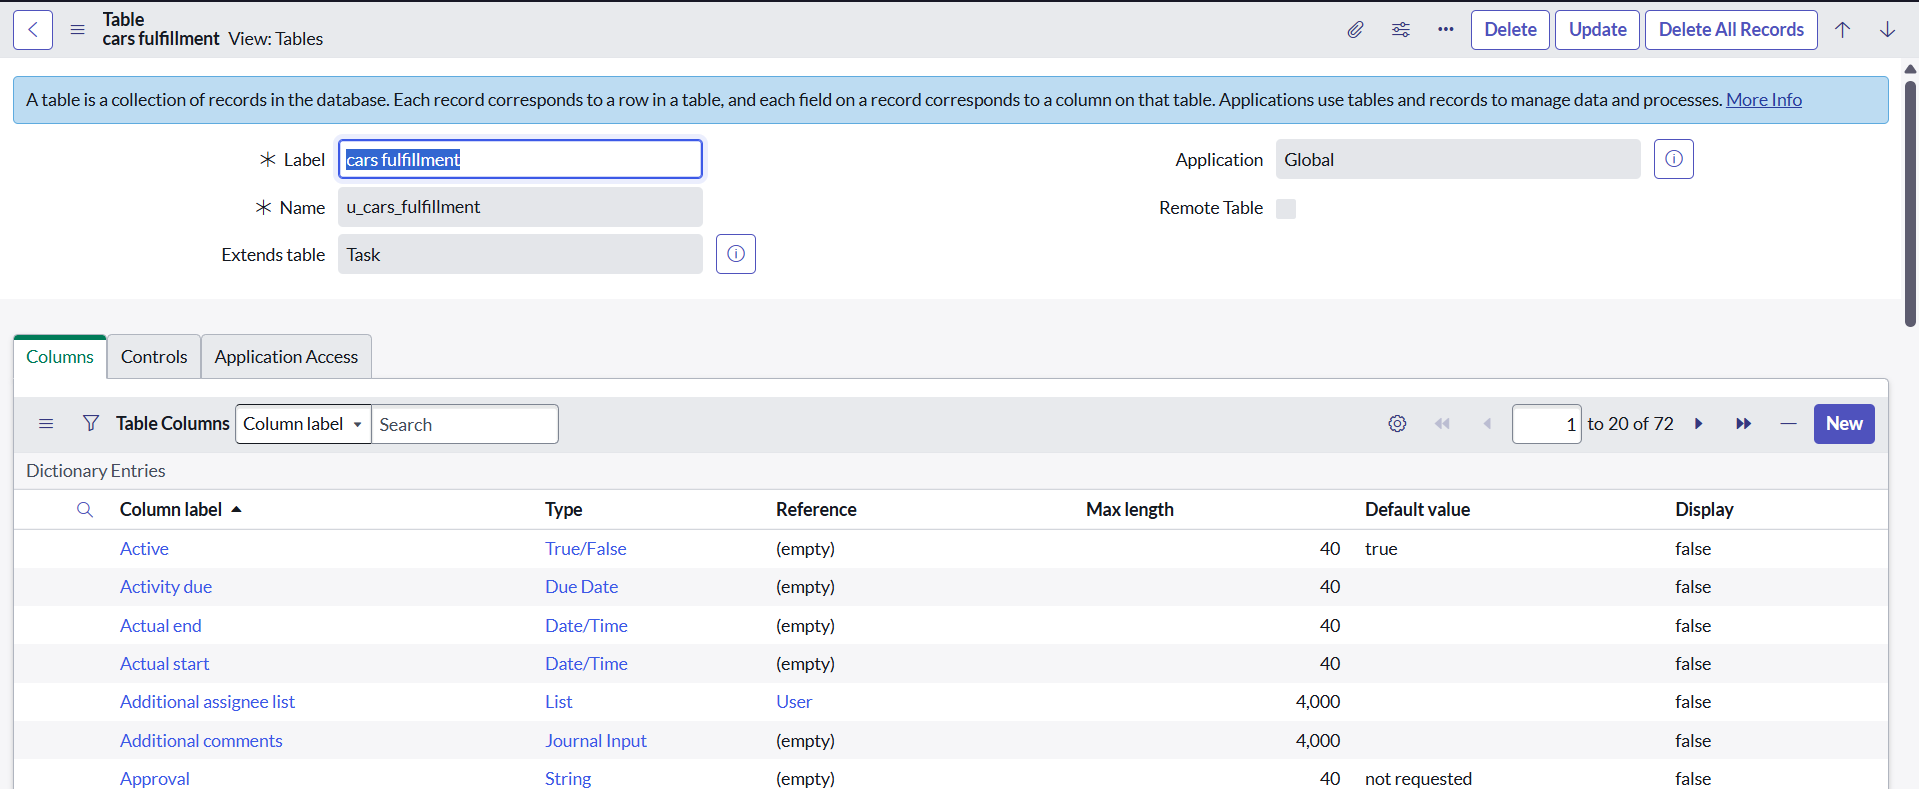 Table
cars fulfillment View: Tables
Delete
Update
Delete All Records
A table is a collection of records in the database. Each record corresponds to a row in a table, and each field on a record corresponds to a column on that table. Applications use tables and records to manage data and processes. More Info
Label cars fulfillment
Application Global
Name u_cars_fulfillment
Remote Table
Extends table Task
Columns Controls Application Access
Table Columns Column label Search 1 to 20 of 72 New
Dictionary Entries
Column label Type Reference Max length Default value Display
Active True/False (empty) 40 true false
Activity due Due Date (empty) 40 false
Actual end Date/Time (empty) 40 false
Actual start Date/Time (empty) 40 false
Additional assignee list List User 4,000 false
Additional comments Journal Input (empty) 4,000 false
Approval String (empty) 40 not requested false